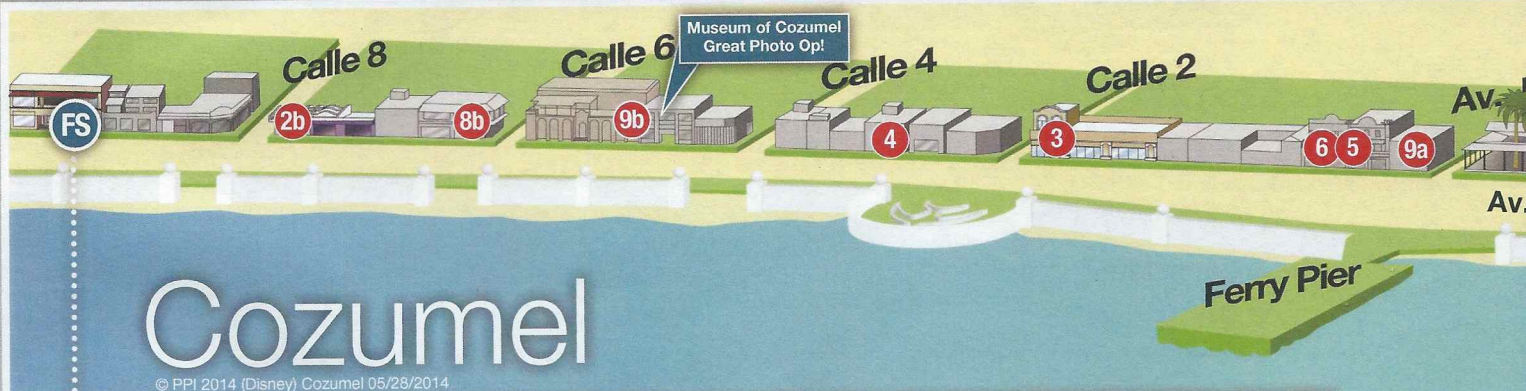 Museum of Cozumel
Great Photo Op!
Calle 8
Calle 6
Calle 4
Calle 2
Av.
FS
2b
8b
9b
4
3
6
5
9a
Av.
Ferry Pier
Cozumel
© PPI 2014 (Disney) Cozumel 05/28/2014